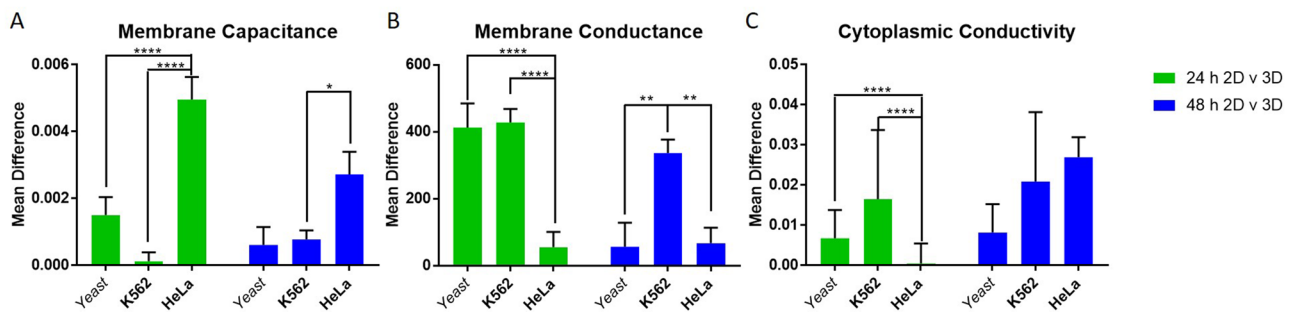 A
Membrane Capacitance
Mean Difference
0.006
0.004
0.002
0.000
****
****
*
Yeast
K562
HeLa
Yeast
K562
HeLa
B
Membrane Conductance
Mean Difference
600
400
200
0
****
****
**
**
Yeast
K562
HeLa
Yeast
K562
HeLa
C
Cytoplasmic Conductivity
Mean Difference
0.05
0.04
0.03
0.02
0.01
0.00
****
****
Yeast
K562
HeLa
Yeast
K562
HeLa
24 h 2D v 3D
48 h 2D v 3D